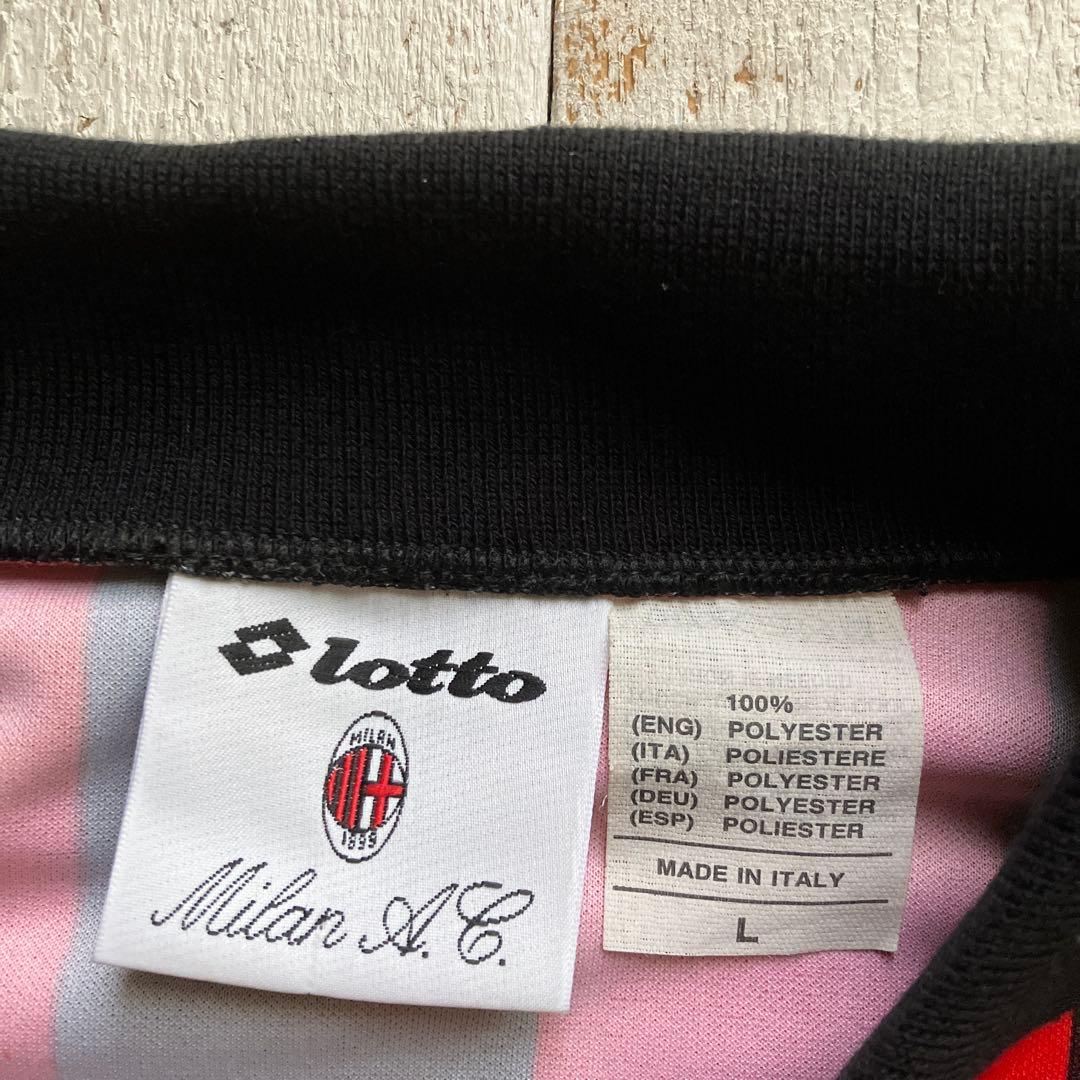 lotto
MILAN
1899
Milan A.C.
100%
(ENG) POLYESTER
(ITA) POLIESTERE
(FRA) POLYESTER
(DEU) POLYESTER
(ESP) POLIESTER
MADE IN ITALY
L